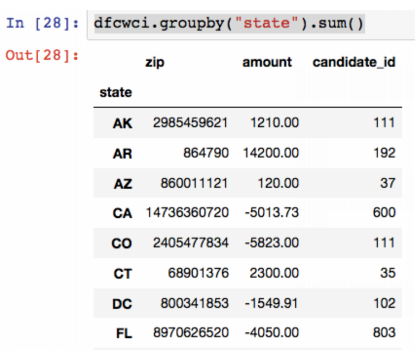 In [28]: dfcwci.groupby("state").sum()
Out[28]:
zip amount candidate_id
state
AK 2985459621 1210.00 111
AR 864790 14200.00 192
AZ 860011121 120.00 37
CA 14736360720 -5013.73 600
CO 2405477834 -5823.00 111
CT 68901376 2300.00 35
DC 800341853 -1549.91 102
FL 8970626520 -4050.00 803